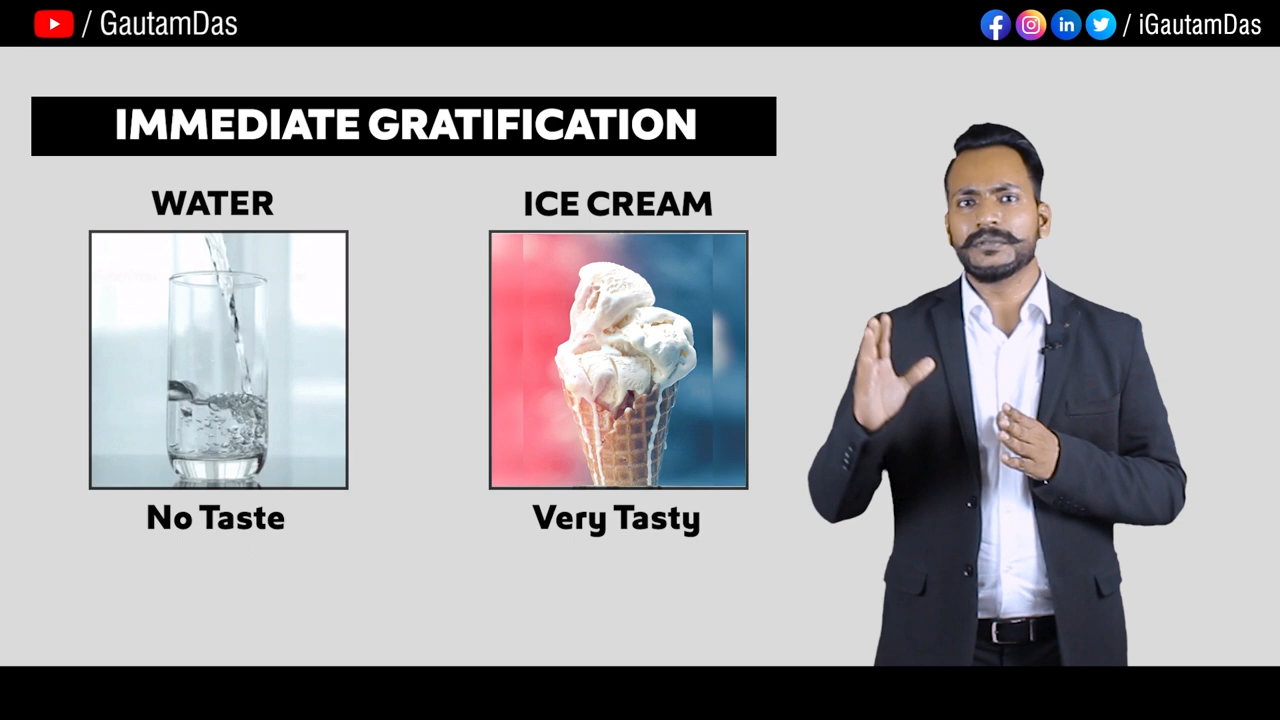 / GautamDas
/ iGautamDas
IMMEDIATE GRATIFICATION
WATER
ICE CREAM
No Taste
Very Tasty